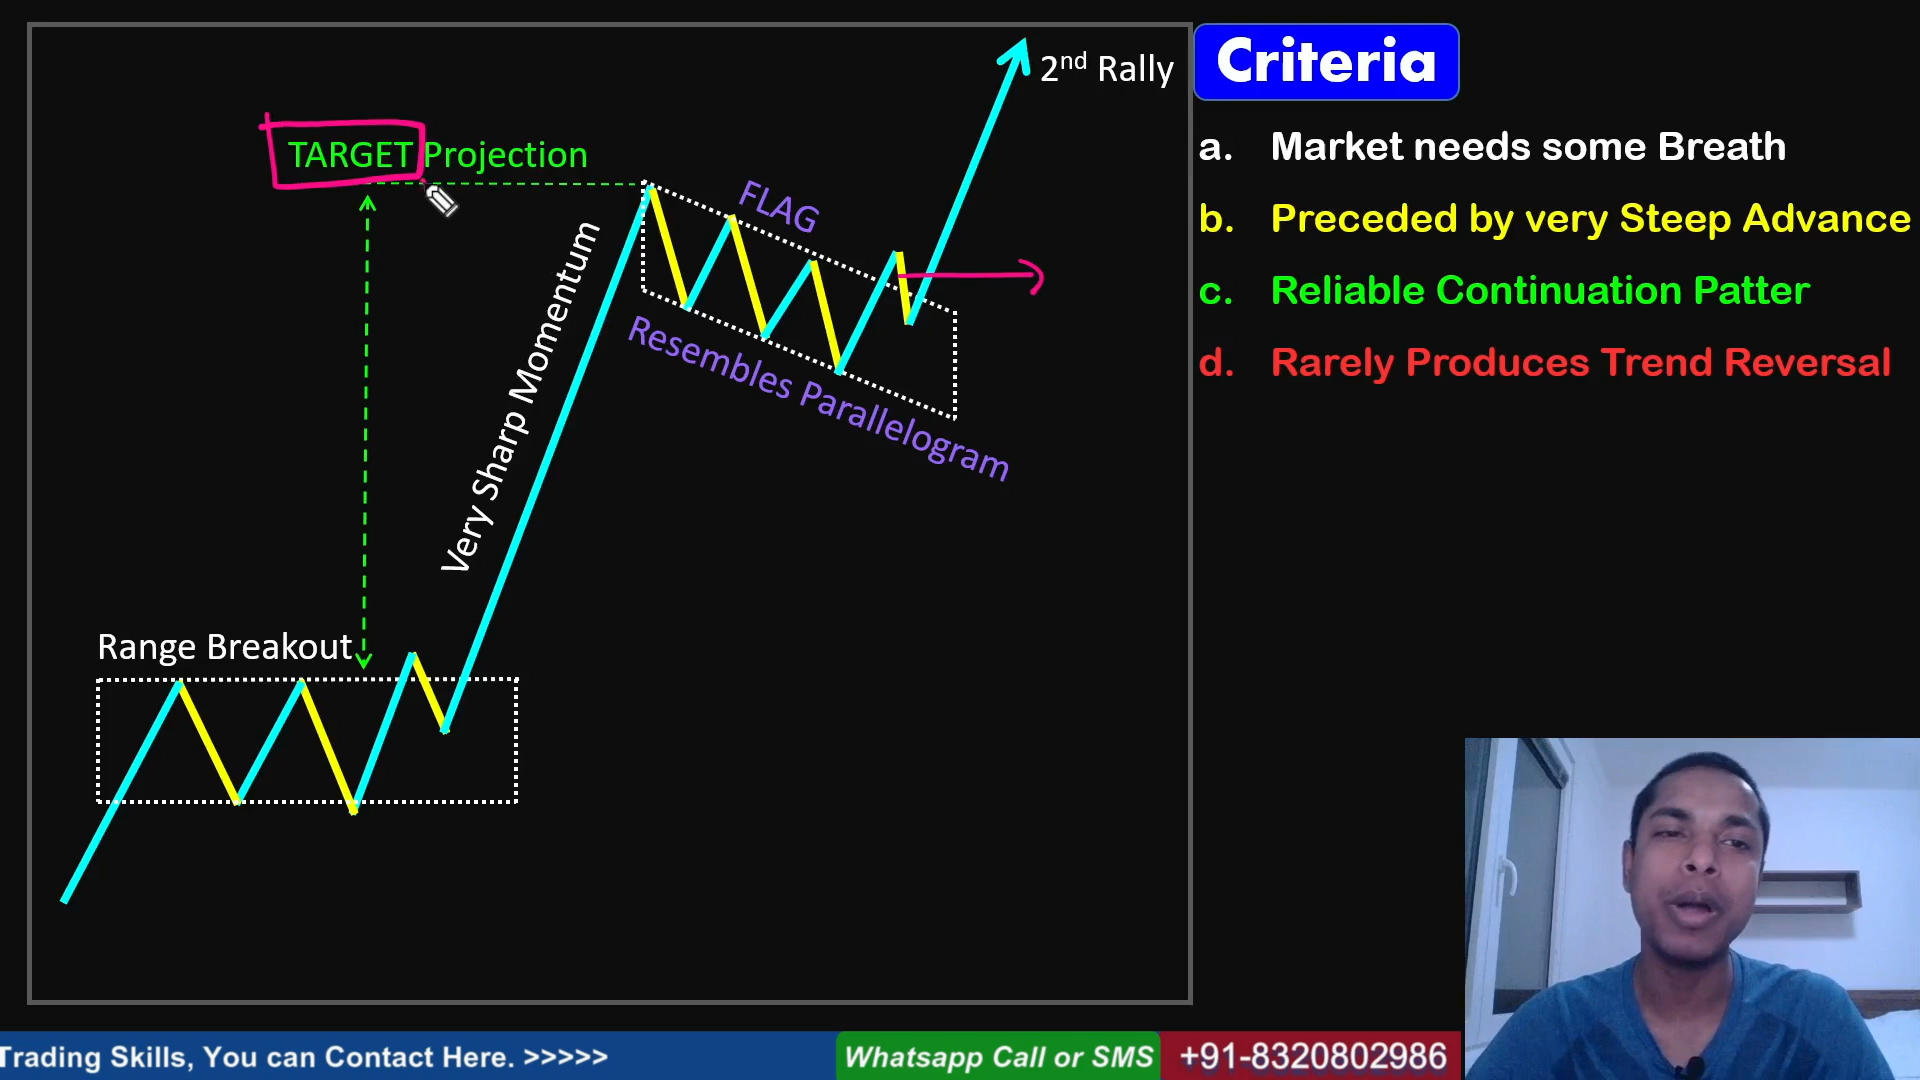 2nd Rally
TARGET Projection
FLAG
Very Sharp Momentum
Resembles Parallelogram
Range Breakout
Criteria
a. Market needs some Breath
b. Preceded by very Steep Advance
c. Reliable Continuation Patter
d. Rarely Produces Trend Reversal
Trading Skills, You can Contact Here. >>>>> Whatsapp Call or SMS +91-8320802986